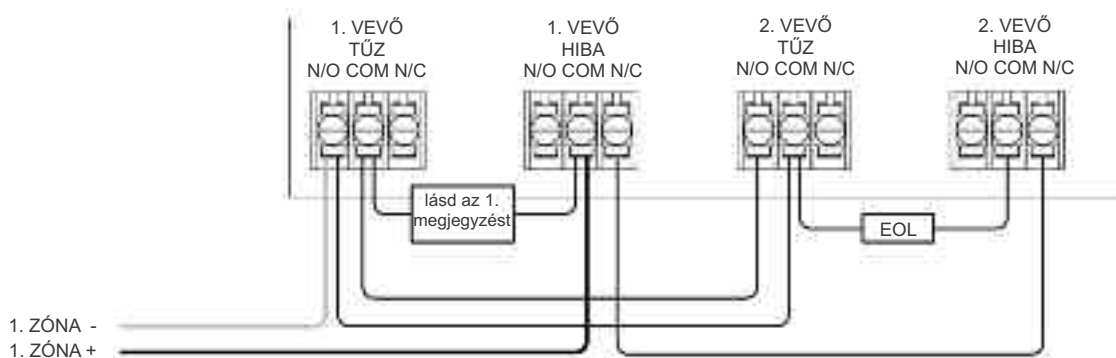 1. VEVŐ
TŰZ
N/O COM N/C
1. VEVŐ
HIBA
N/O COM N/C
2. VEVŐ
TŰZ
N/O COM N/C
2. VEVŐ
HIBA
N/O COM N/C
lásd az 1.
megjegyzést
EOL
1. ZÓNA -
1. ZÓNA +